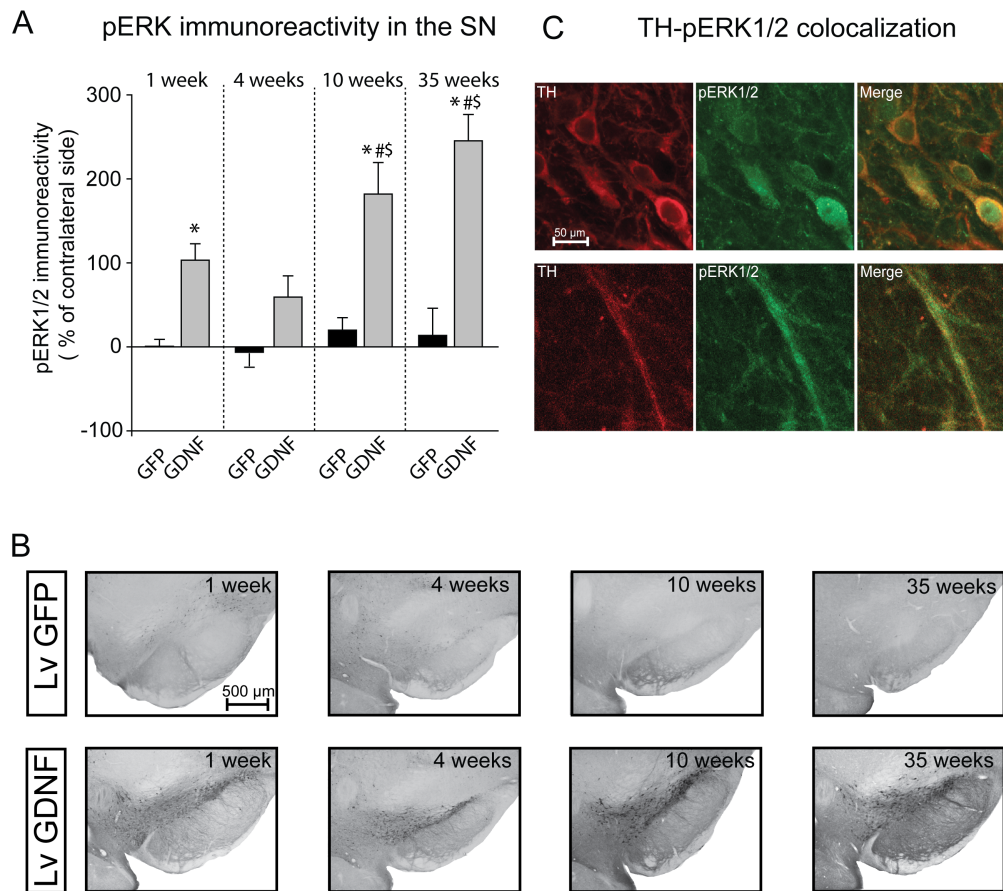 A
pERK immunoreactivity in the SN
1 week 4 weeks 10 weeks 35 weeks
pERK1/2 immunoreactivity
( % of contralateral side)
300
200
100
0
-100
*
* #$
* #$
GFP GDNF GFP GDNF GFP GDNF GFP GDNF
C
TH-pERK1/2 colocalization
TH pERK1/2 Merge
50 µm
TH pERK1/2 Merge
B
Lv GFP
1 week 4 weeks 10 weeks 35 weeks
500 µm
Lv GDNF
1 week 4 weeks 10 weeks 35 weeks